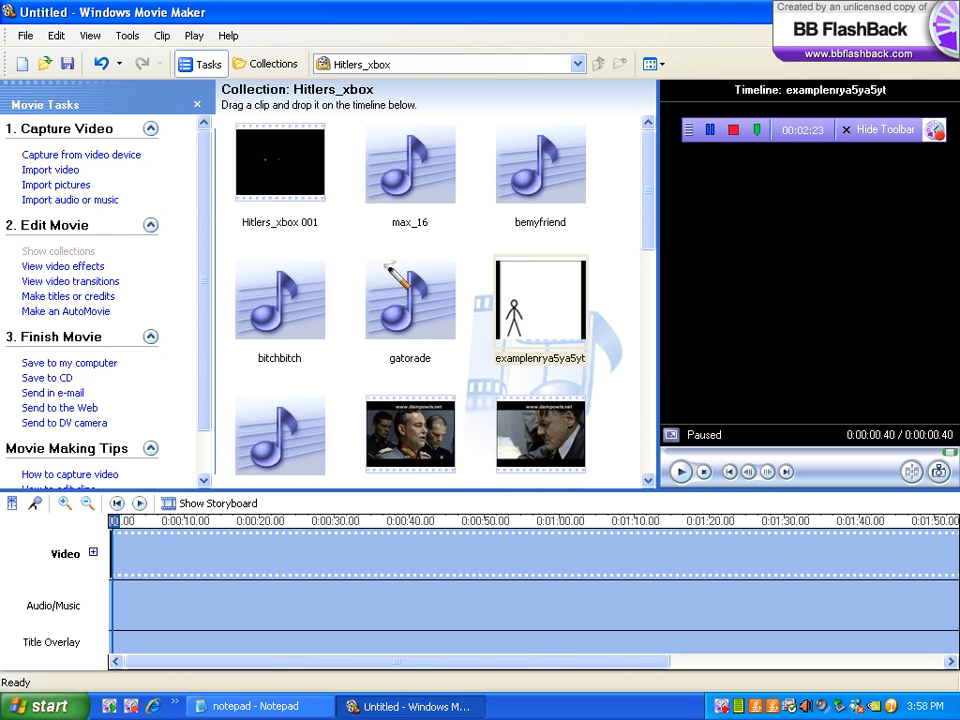 Untitled - Windows Movie Maker
Created by an unlicensed copy of
BB FlashBack
www.bbflashback.com
File Edit View Tools Clip Play Help
Tasks Collections Hitlers_xbox
Movie Tasks
1. Capture Video
Capture from video device
Import video
Import pictures
Import audio or music
2. Edit Movie
Show collections
View video effects
View video transitions
Make titles or credits
Make an AutoMovie
3. Finish Movie
Save to my computer
Save to CD
Send in e-mail
Send to the Web
Send to DV camera
Movie Making Tips
How to capture video
Collection: Hitlers_xbox
Drag a clip and drop it on the timeline below.
Hitlers_xbox 001 max_16 bemyfriend
bitchbitch gatorade examplenrya5ya5yt
www.dampowls.net www.dampowls.net
Timeline: examplenrya5ya5yt
00:02:23 Hide Toolbar
Paused 0:00:00.40 / 0:00:00.40
Show Storyboard
00.00 0:00:10.00 0:00:20.00 0:00:30.00 0:00:40.00 0:00:50.00 0:01:00.00 0:01:10.00 0:01:20.00 0:01:30.00 0:01:40.00 0:01:50.00
Video
Audio/Music
Title Overlay
Ready
start notepad - Notepad Untitled - Windows M... 3:58 PM